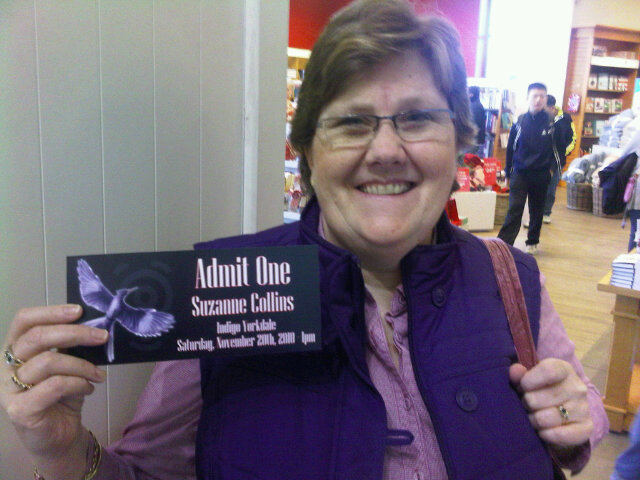 Admit One
Suzanne Collins
Indigo Yorkdale
Saturday, November 20th, 2010 1pm